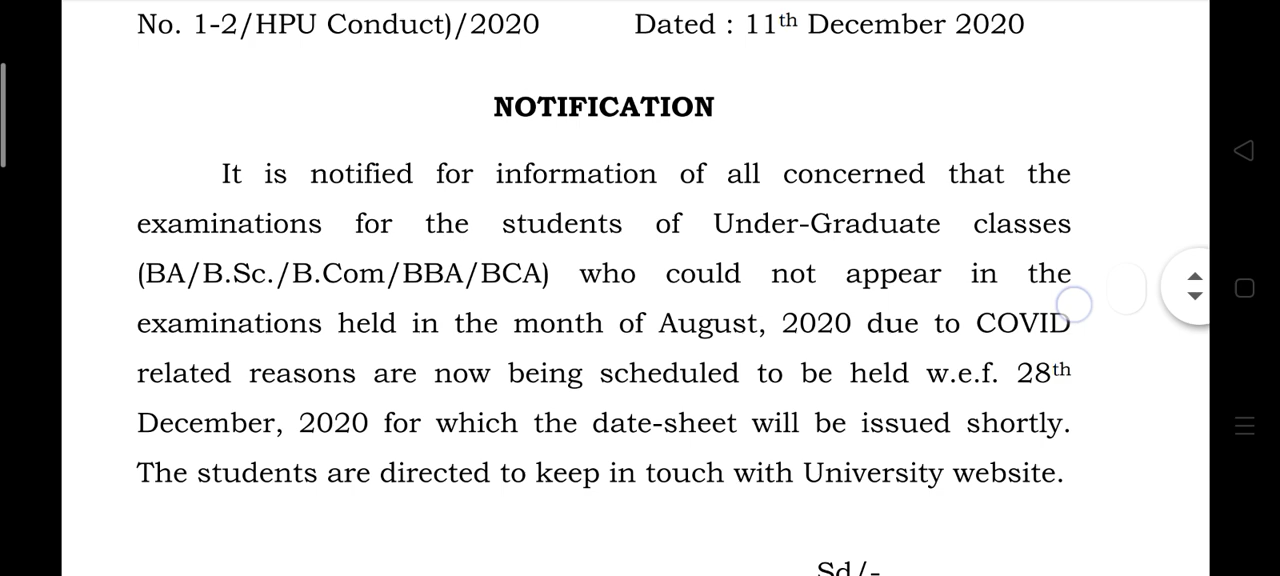 No. 1-2/HPU Conduct)/2020 Dated : 11th December 2020
NOTIFICATION
It is notified for information of all concerned that the
examinations for the students of Under-Graduate classes
(BA/B.Sc./B.Com/BBA/BCA) who could not appear in the
examinations held in the month of August, 2020 due to COVID
related reasons are now being scheduled to be held w.e.f. 28th
December, 2020 for which the date-sheet will be issued shortly.
The students are directed to keep in touch with University website.
Sd/-